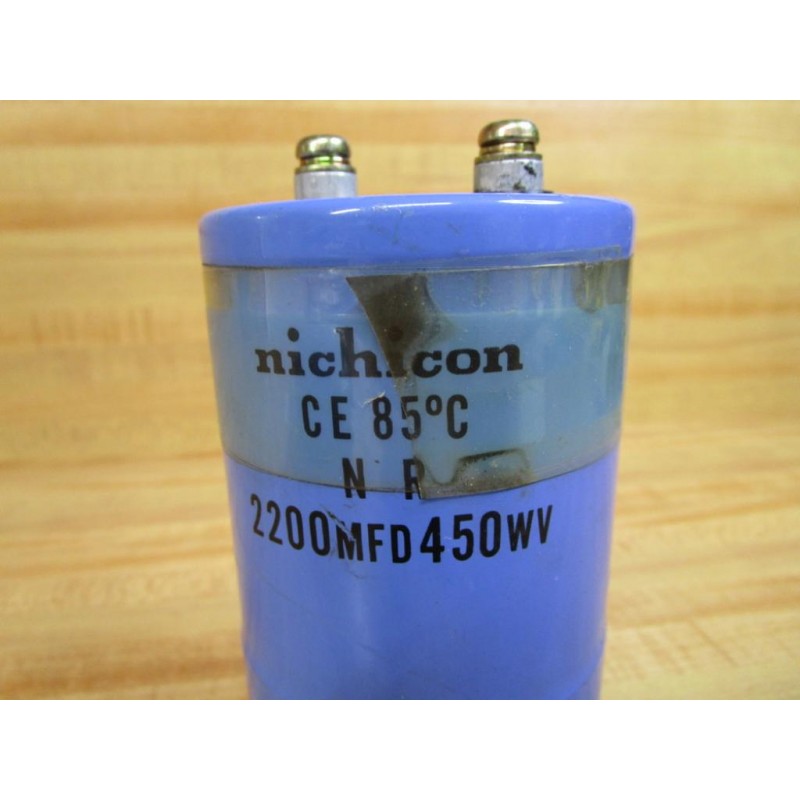 nichicon
CE 85°C
N R
2200MFD450WV